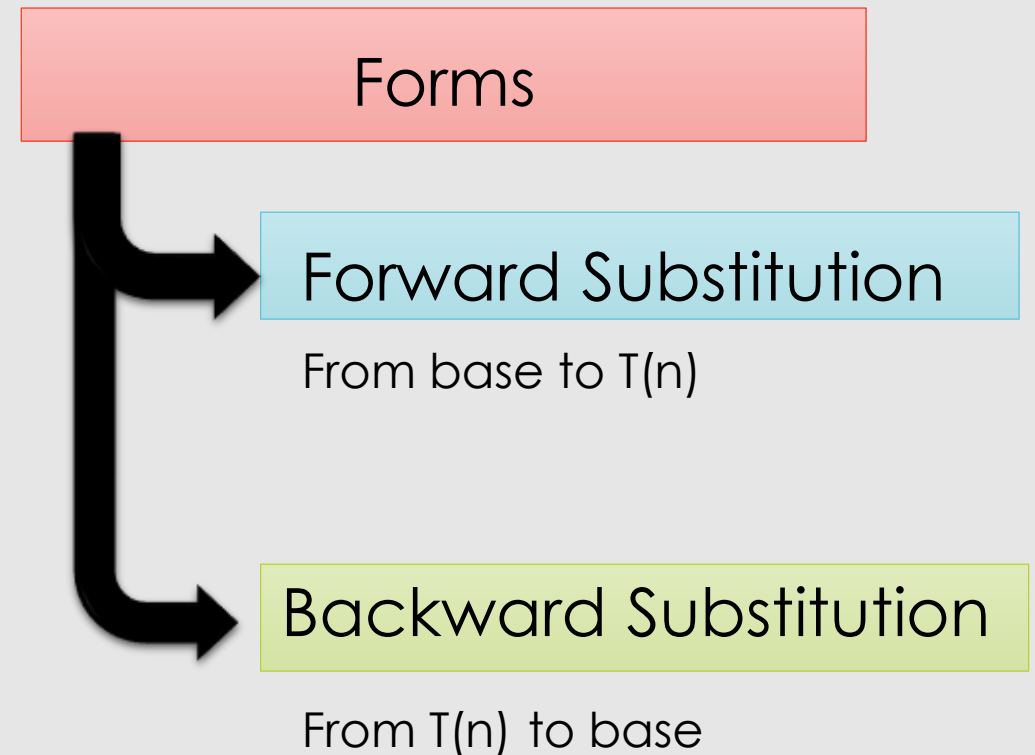 Forms
Forward Substitution
From base to T(n)
Backward Substitution
From T(n) to base